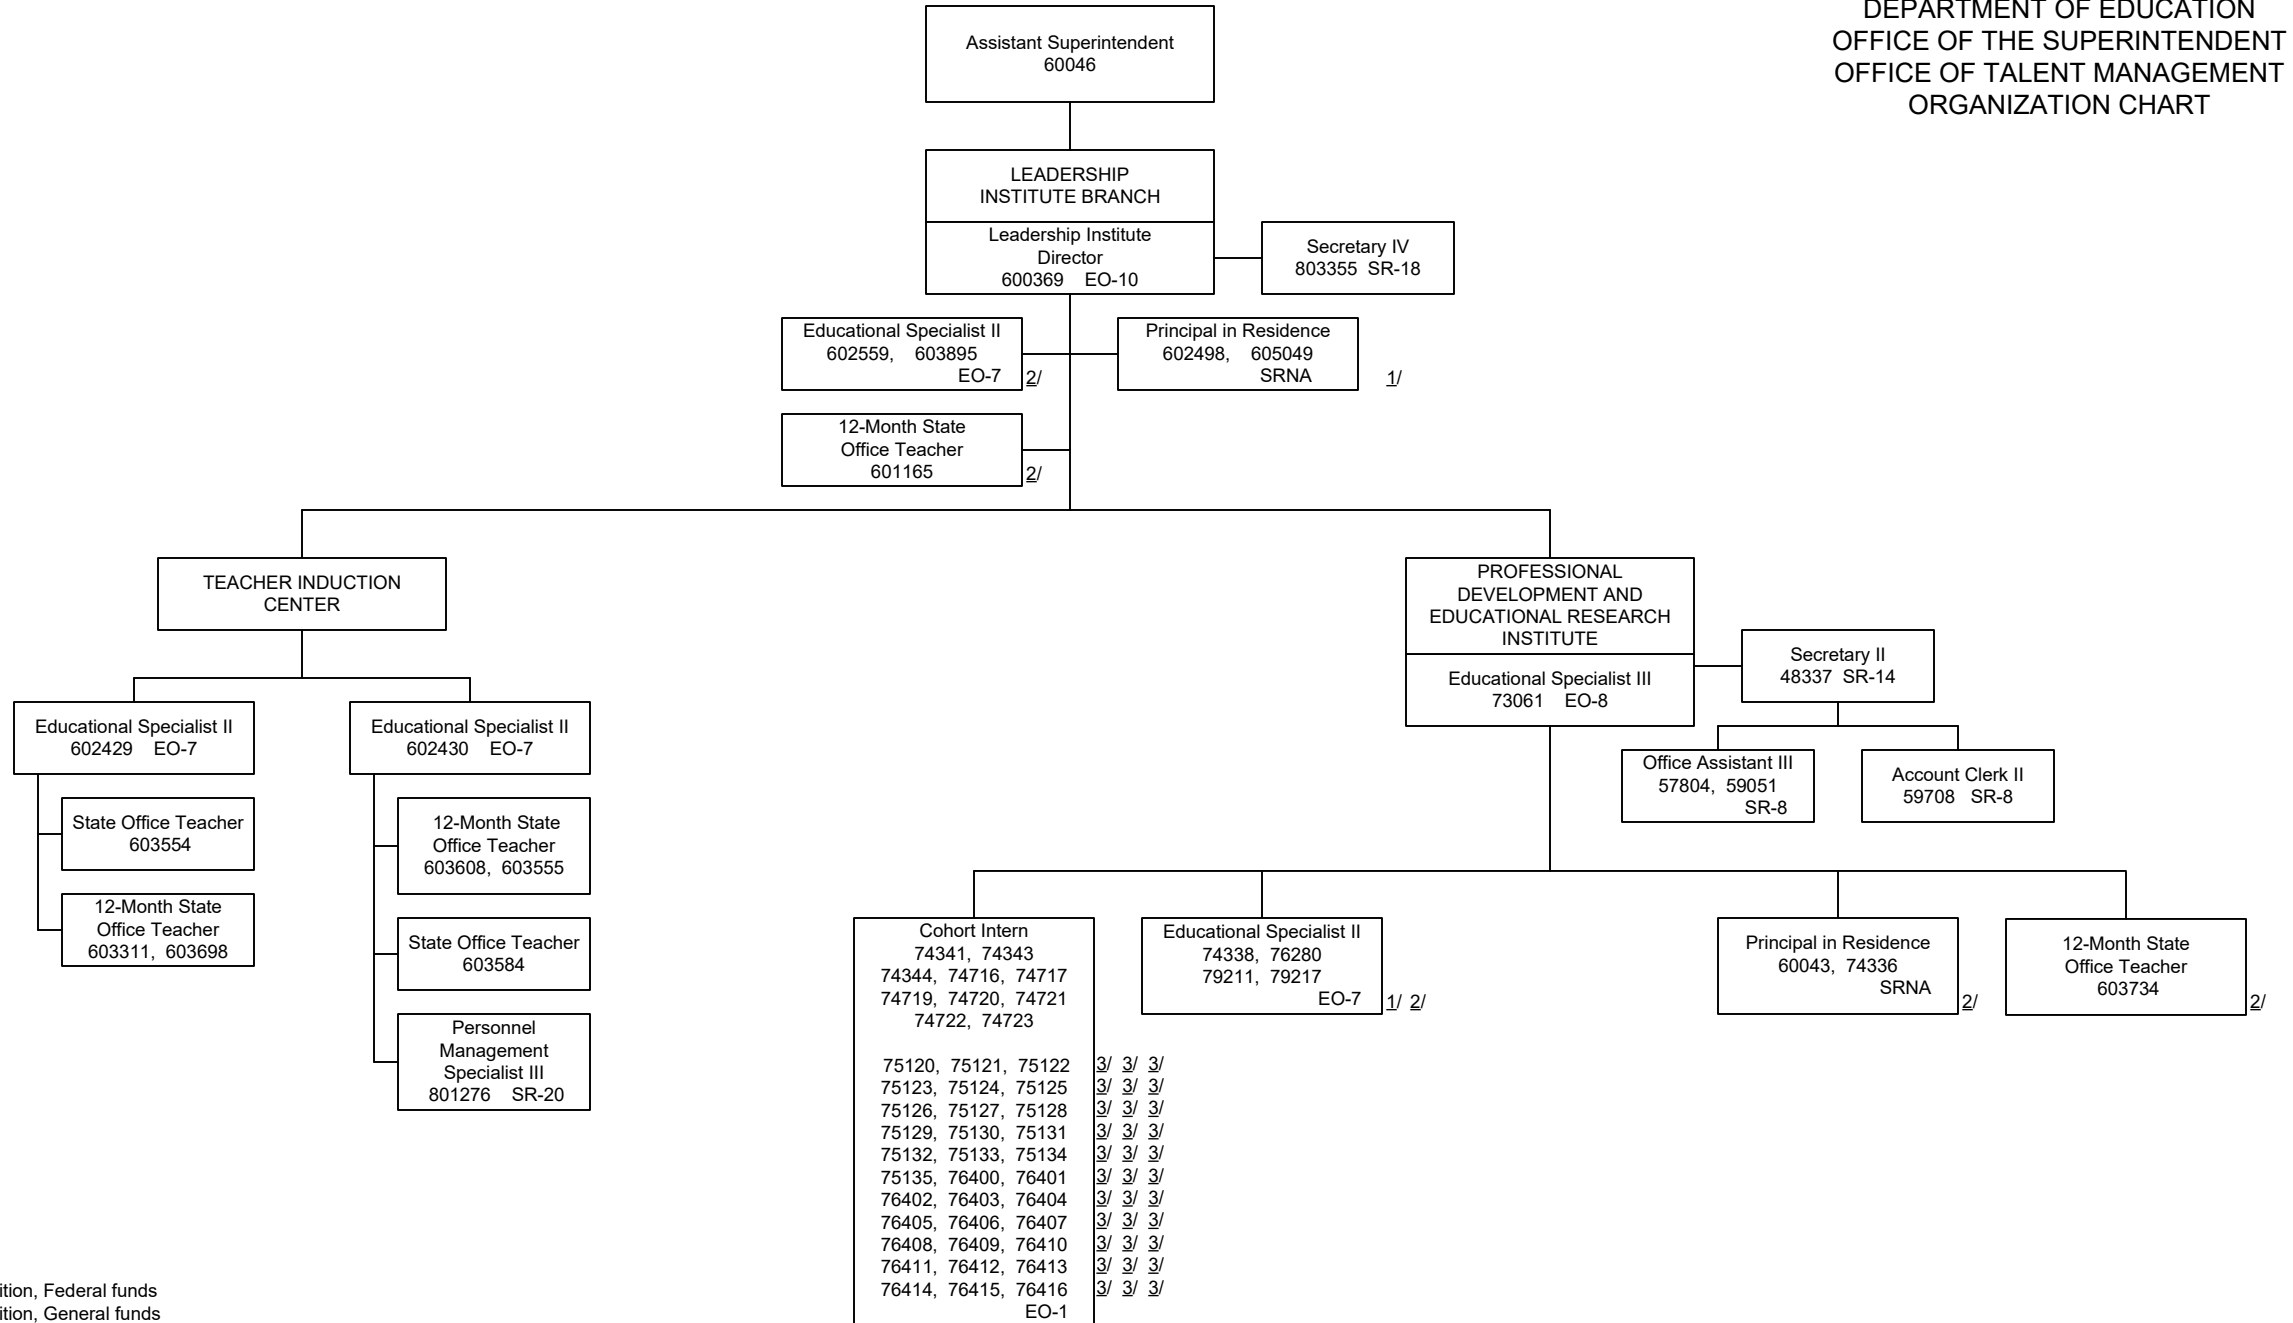 DEPARTMENT OF EDUCATION
OFFICE OF THE SUPERINTENDENT
OFFICE OF TALENT MANAGEMENT
ORGANIZATION CHART
Assistant Superintendent
60046
LEADERSHIP
INSTITUTE BRANCH
Leadership Institute
Director
600369 EO-10
Secretary IV
803355 SR-18
Educational Specialist II
602559, 603895
EO-7 2/
Principal in Residence
602498, 605049
SRNA 1/
12-Month State
Office Teacher
601165 2/
TEACHER INDUCTION
CENTER
Educational Specialist II
602429 EO-7
State Office Teacher
603554
12-Month State
Office Teacher
603311, 603698
Educational Specialist II
602430 EO-7
12-Month State
Office Teacher
603608, 603555
State Office Teacher
603584
Personnel
Management
Specialist III
801276 SR-20
PROFESSIONAL
DEVELOPMENT AND
EDUCATIONAL RESEARCH
INSTITUTE
Educational Specialist III
73061 EO-8
Secretary II
48337 SR-14
Office Assistant III
57804, 59051
SR-8
Account Clerk II
59708 SR-8
Cohort Intern
74341, 74343
74344, 74716, 74717
74719, 74720, 74721
74722, 74723
75120, 75121, 75122 3/ 3/ 3/
75123, 75124, 75125 3/ 3/ 3/
75126, 75127, 75128 3/ 3/ 3/
75129, 75130, 75131 3/ 3/ 3/
75132, 75133, 75134 3/ 3/ 3/
75135, 76400, 76401 3/ 3/ 3/
76402, 76403, 76404 3/ 3/ 3/
76405, 76406, 76407 3/ 3/ 3/
76408, 76409, 76410 3/ 3/ 3/
76411, 76412, 76413 3/ 3/ 3/
76414, 76415, 76416 3/ 3/ 3/
EO-1
Educational Specialist II
74338, 76280
79211, 79217
EO-7 1/ 2/
Principal in Residence
60043, 74336
SRNA 2/
12-Month State
Office Teacher
603734 2/
ition, Federal funds
ition, General funds